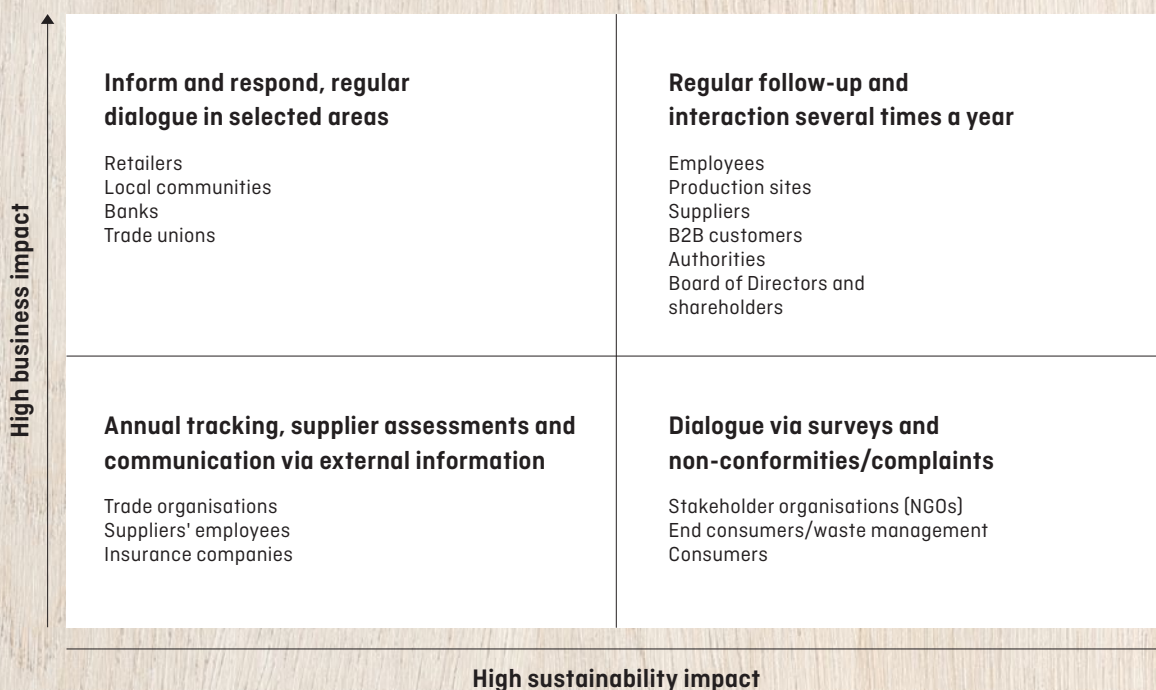 High business impact
Inform and respond, regular
dialogue in selected areas
Retailers
Local communities
Banks
Trade unions
Regular follow-up and
interaction several times a year
Employees
Production sites
Suppliers
B2B customers
Authorities
Board of Directors and
shareholders
Annual tracking, supplier assessments and
communication via external information
Trade organisations
Suppliers' employees
Insurance companies
Dialogue via surveys and
non-conformities/complaints
Stakeholder organisations (NGOs)
End consumers/waste management
Consumers
High sustainability impact